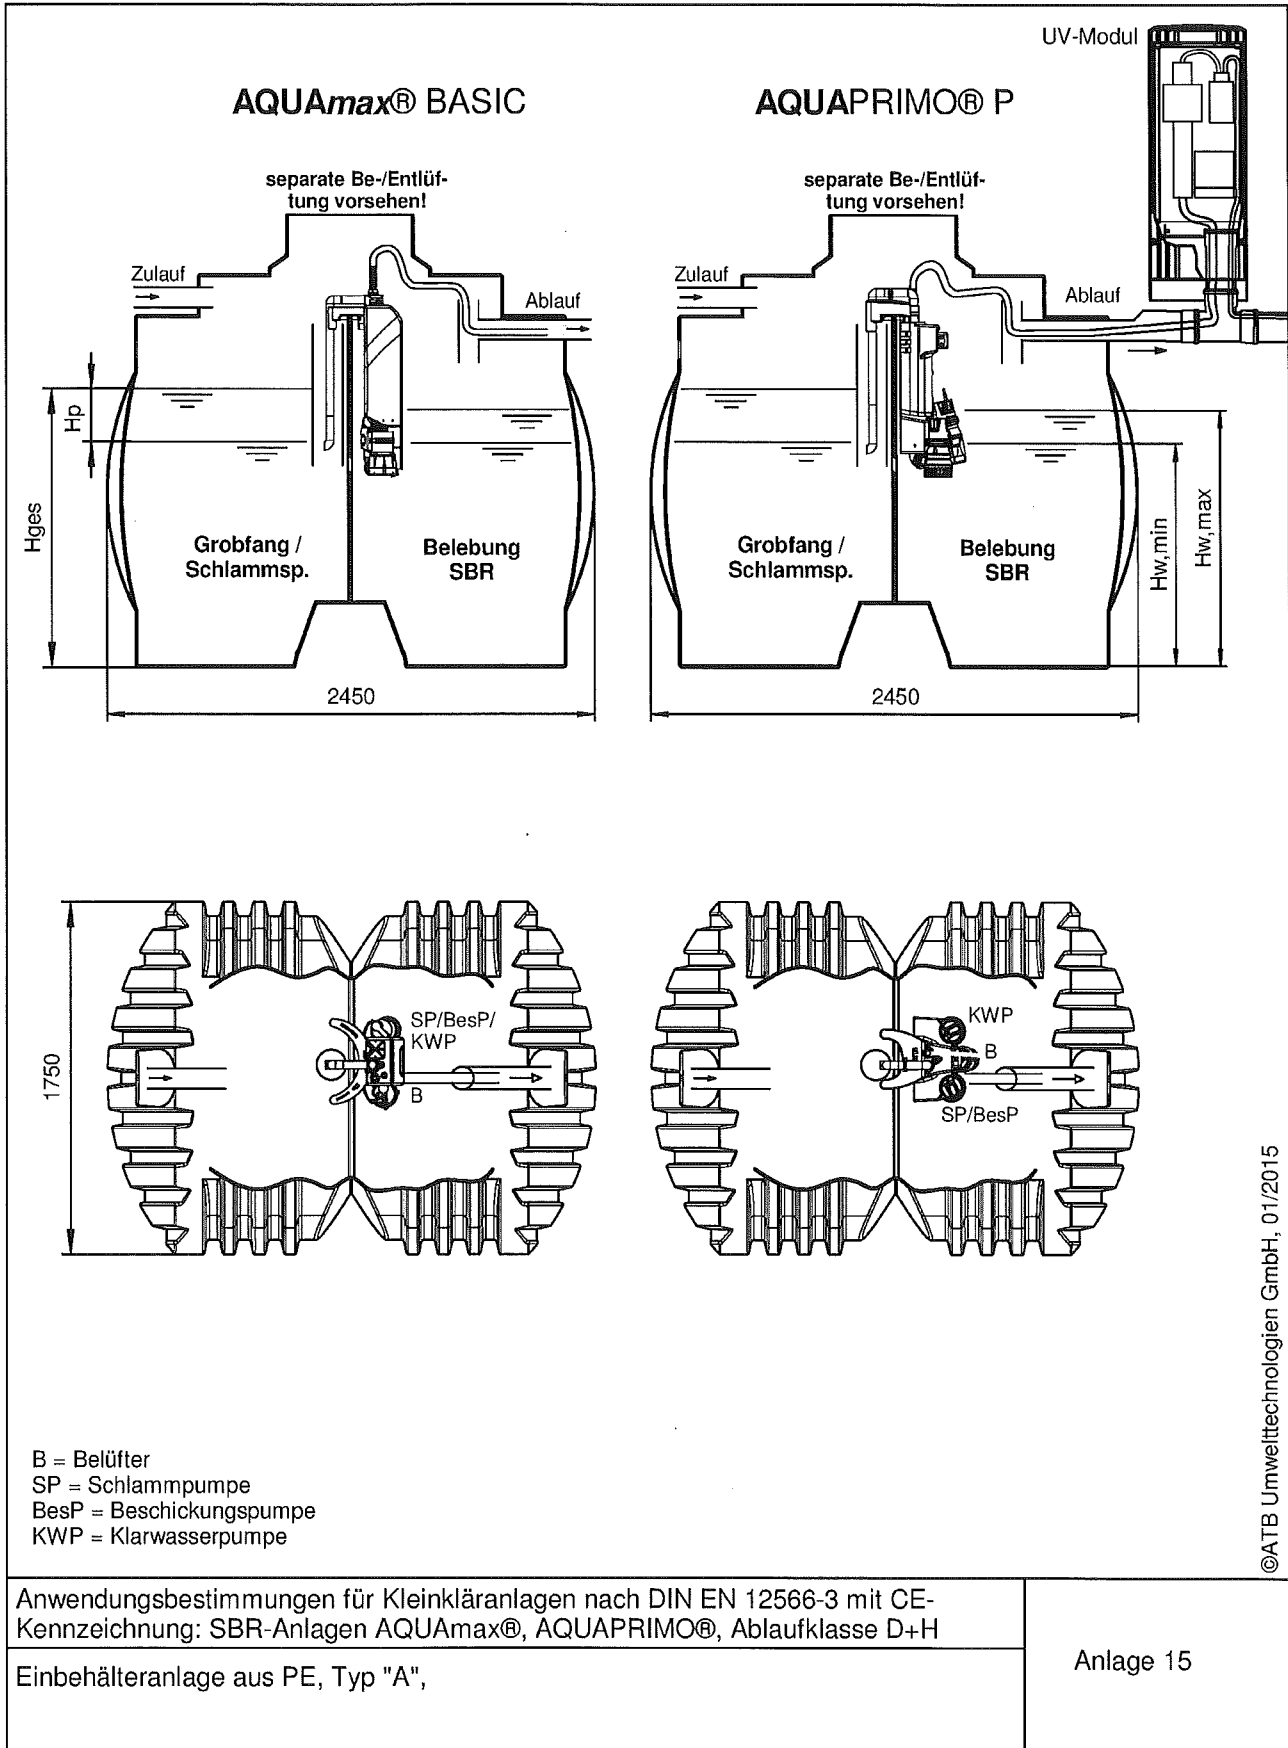 UV-Modul
AQUAmax® BASIC
AQUAPRIMO® P
separate Be-/Entlüf-
tung vorsehen!
separate Be-/Entlüf-
tung vorsehen!
Zulauf
Ablauf
Zulauf
Ablauf
Hp
Hges
Grobfang /
Schlammsp.
Belebung
SBR
Grobfang /
Schlammsp.
Belebung
SBR
Hw,min
Hw,max
2450
2450
1750
SP/BesP/
KWP
B
KWP
B
SP/BesP
B = Belüfter
SP = Schlammpumpe
BesP = Beschickungspumpe
KWP = Klarwasserpumpe
©ATB Umwelttechnologien GmbH, 01/2015
Anwendungsbestimmungen für Kleinkläranlagen nach DIN EN 12566-3 mit CE-
Kennzeichnung: SBR-Anlagen AQUAmax®, AQUAPRIMO®, Ablaufklasse D+H
Einbehälteranlage aus PE, Typ "A",
Anlage 15